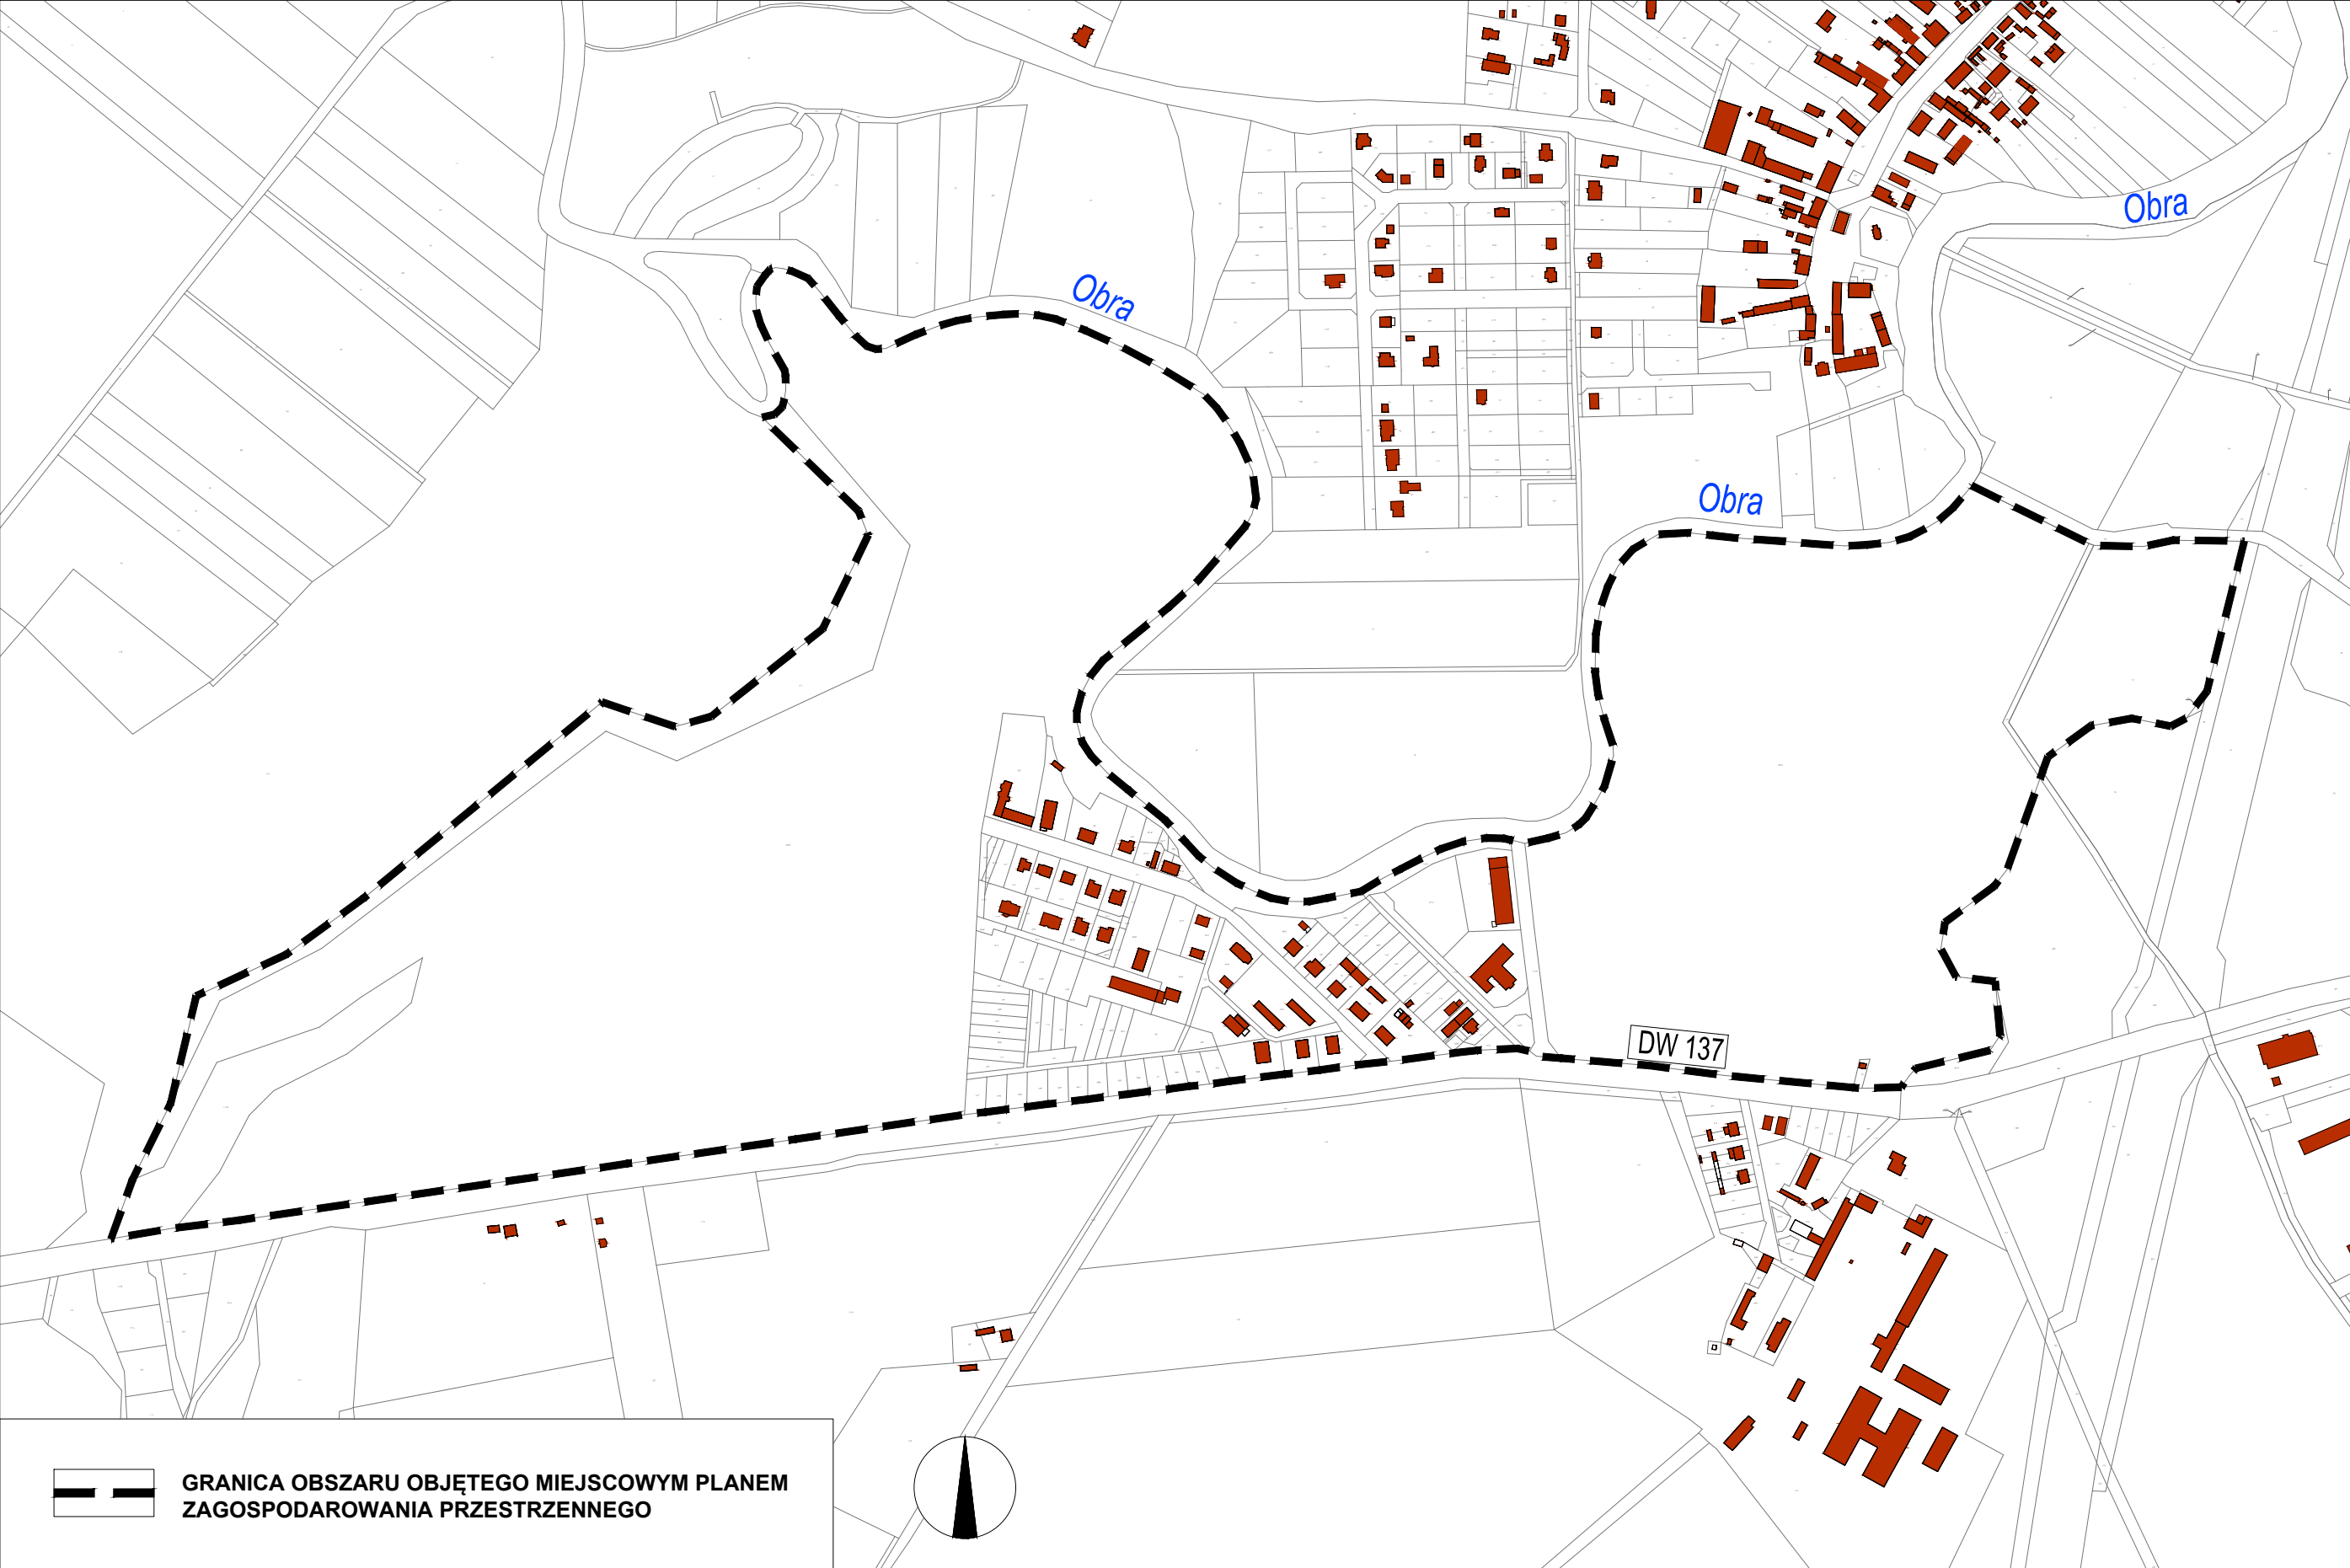 Obra
Obra
Obra
DW 137
GRANICA OBSZARU OBJĘTEGO MIEJSCOWYM PLANEM
ZAGOSPODAROWANIA PRZESTRZENNEGO